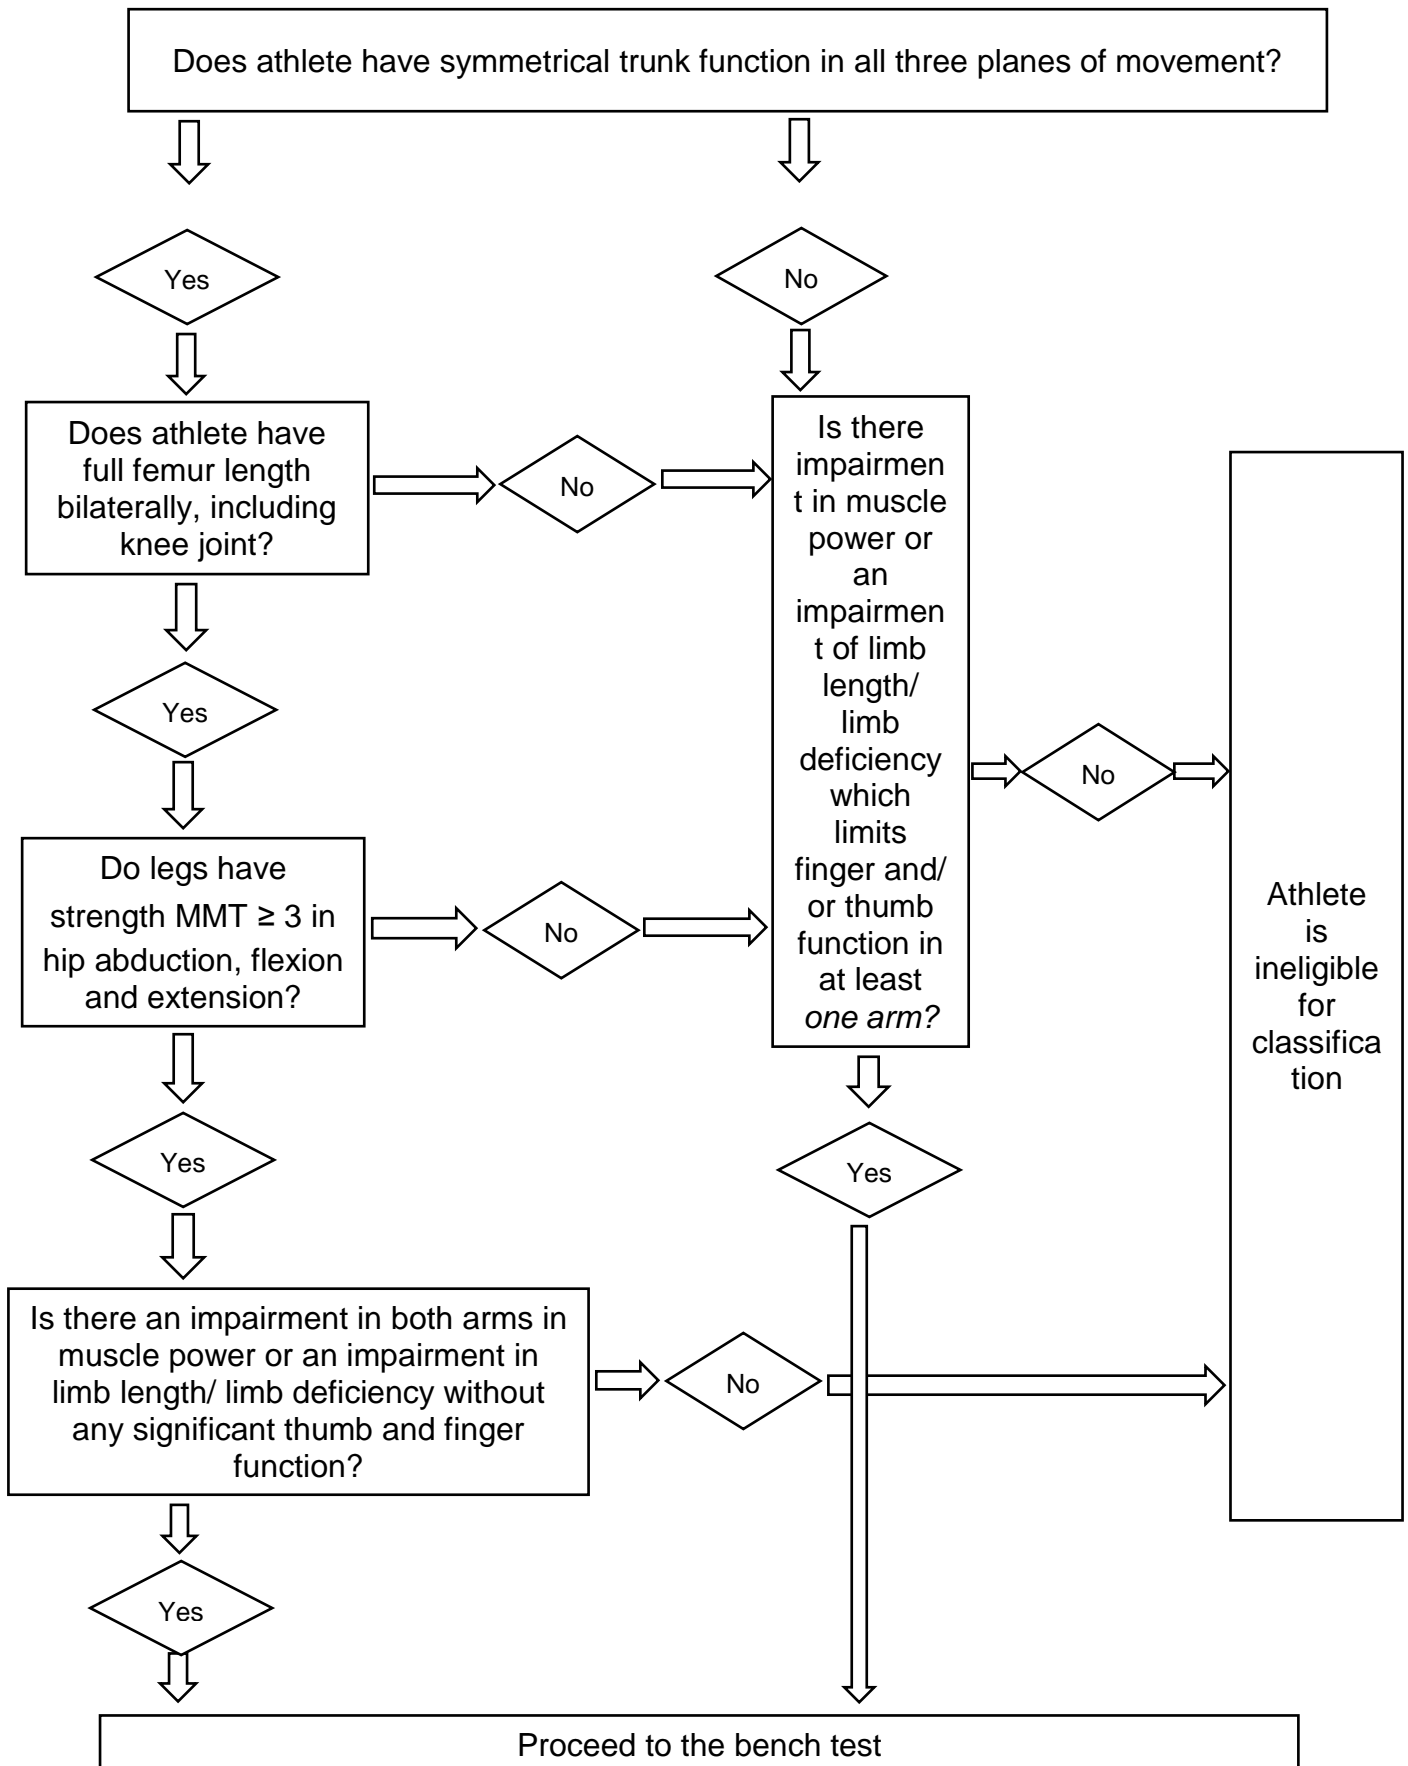 Does athlete have symmetrical trunk function in all three planes of movement?
Yes
No
Does athlete have
full femur length
bilaterally, including
knee joint?
No
Is there
impairmen
t in muscle
power or
an
impairmen
t of limb
length/
limb
deficiency
which
limits
finger and/
or thumb
function in
at least
one arm?
No
Athlete
is
ineligible
for
classifica
tion
Yes
Do legs have
strength MMT ≥ 3 in
hip abduction, flexion
and extension?
No
Yes
Yes
Is there an impairment in both arms in
muscle power or an impairment in
limb length/ limb deficiency without
any significant thumb and finger
function?
No
Yes
Proceed to the bench test